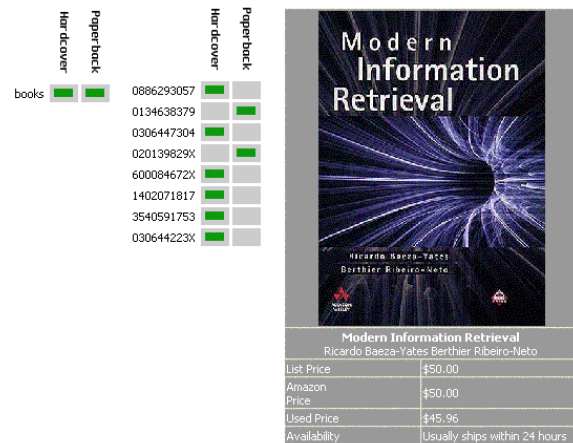 Hardcover
Paperback
books
Hardcover
Paperback
0886293057
0134638379
0306447304
020139829X
600084672X
1402071817
3540591753
030644223X
Modern
Information
Retrieval
Ricardo Baeza-Yates
Berthier Ribeiro-Neto
Modern Information Retrieval
Ricardo Baeza-Yates Berthier Ribeiro-Neto
List Price $50.00
Amazon
Price $50.00
Used Price $45.96
Availability Usually ships within 24 hours